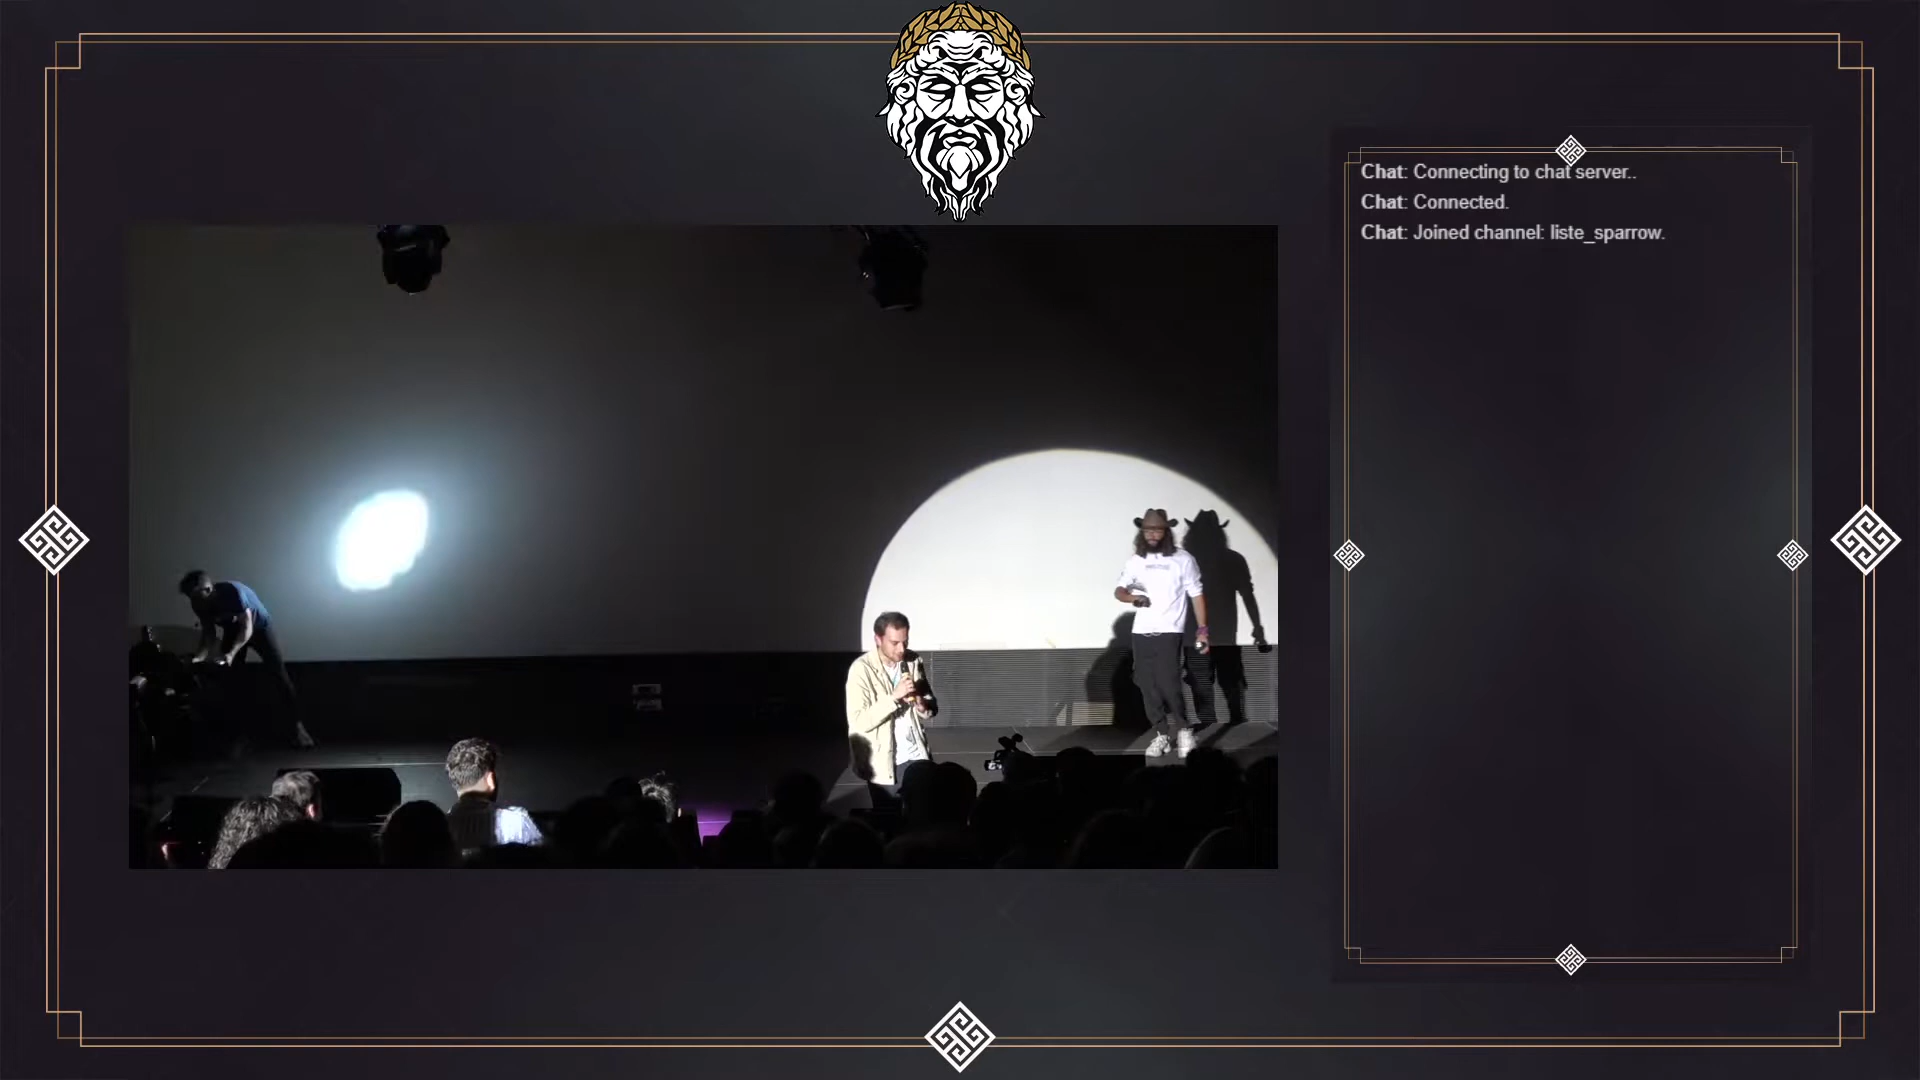 Chat: Connecting to chat server..
Chat: Connected.
Chat: Joined channel: liste_sparrow.